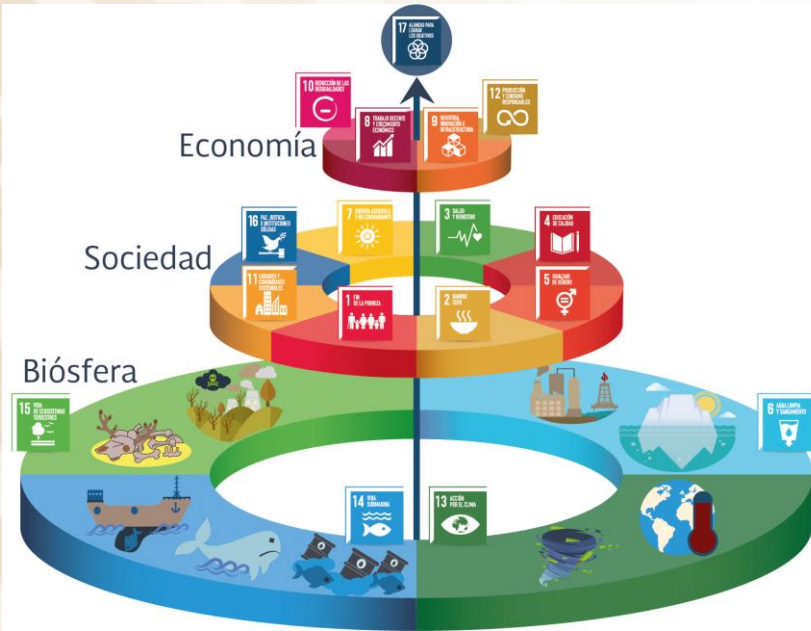 17 ALIANZAS PARA
LOGRAR
LOS OBJETIVOS
10 REDUCCIÓN DE LAS
DESIGUALDADES
12 PRODUCCIÓN
Y CONSUMO
RESPONSABLES
8 TRABAJO DECENTE
Y CRECIMIENTO
ECONÓMICO
9 INDUSTRIA,
INNOVACIÓN E
INFRAESTRUCTURA
Economía
16 PAZ, JUSTICIA
E INSTITUCIONES
SÓLIDAS
7 ENERGÍA ASEQUIBLE
Y NO CONTAMINANTE
3 SALUD
Y BIENESTAR
4 EDUCACIÓN
DE CALIDAD
Sociedad
11 CIUDADES Y
COMUNIDADES
SOSTENIBLES
1 FIN
DE LA POBREZA
2 HAMBRE
CERO
5 IGUALDAD
DE GÉNERO
Biósfera
15 VIDA
DE ECOSISTEMAS
TERRESTRES
6 AGUA LIMPIA
Y SANEAMIENTO
14 VIDA
SUBMARINA
13 ACCIÓN
POR EL CLIMA